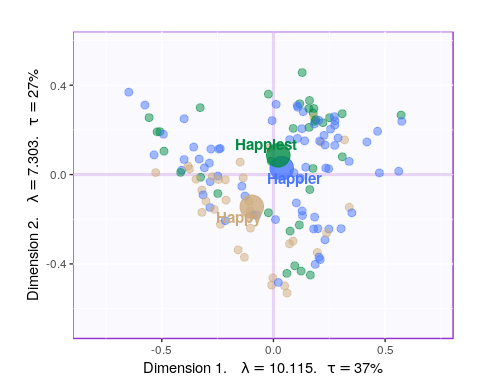 Dimension 2. λ = 7.303. τ = 27%
0.4
0.0
-0.4
Happiest
Happier
Happy
-0.5
0.0
0.5
Dimension 1. λ = 10.115. τ = 37%